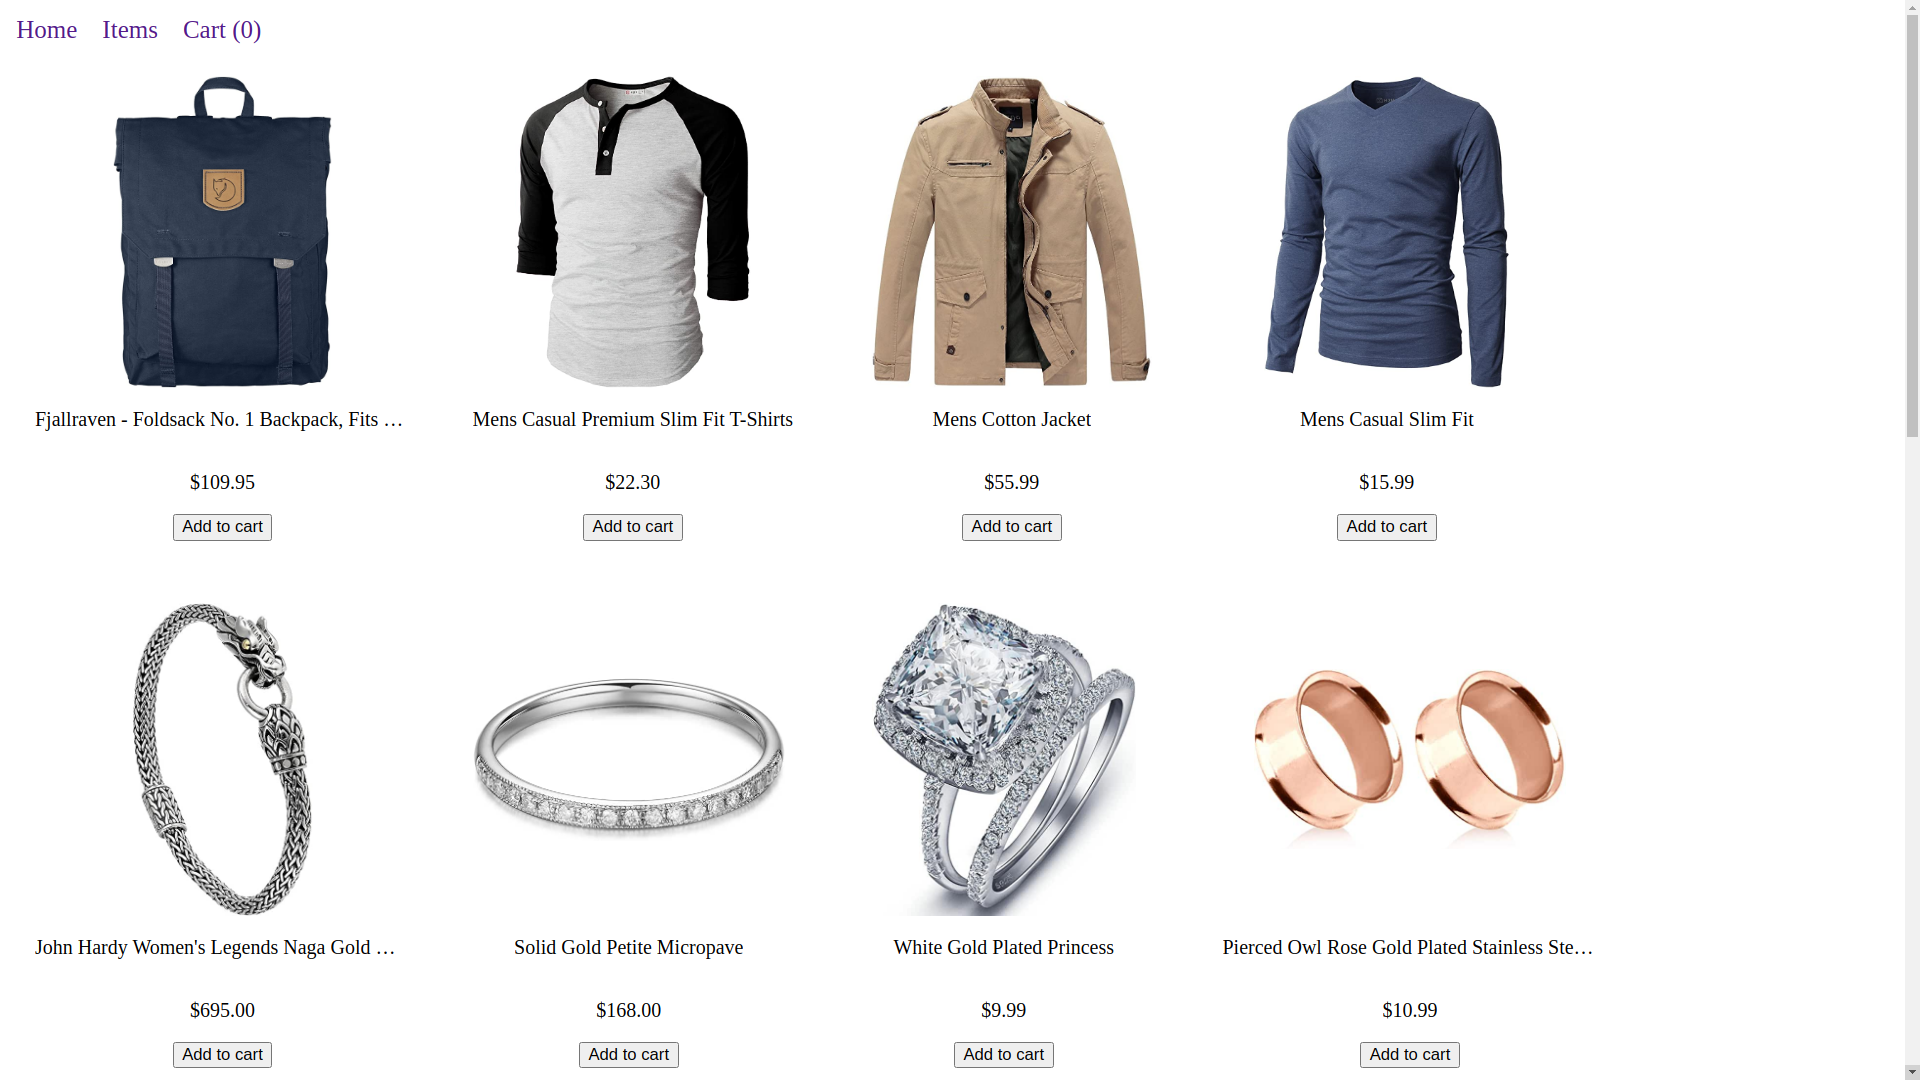 Home Items Cart (0)
Fjallraven - Foldsack No. 1 Backpack, Fits …
Mens Casual Premium Slim Fit T-Shirts
Mens Cotton Jacket
Mens Casual Slim Fit
$109.95
$22.30
$55.99
$15.99
Add to cart
Add to cart
Add to cart
Add to cart
John Hardy Women's Legends Naga Gold …
Solid Gold Petite Micropave
White Gold Plated Princess
Pierced Owl Rose Gold Plated Stainless Ste…
$695.00
$168.00
$9.99
$10.99
Add to cart
Add to cart
Add to cart
Add to cart